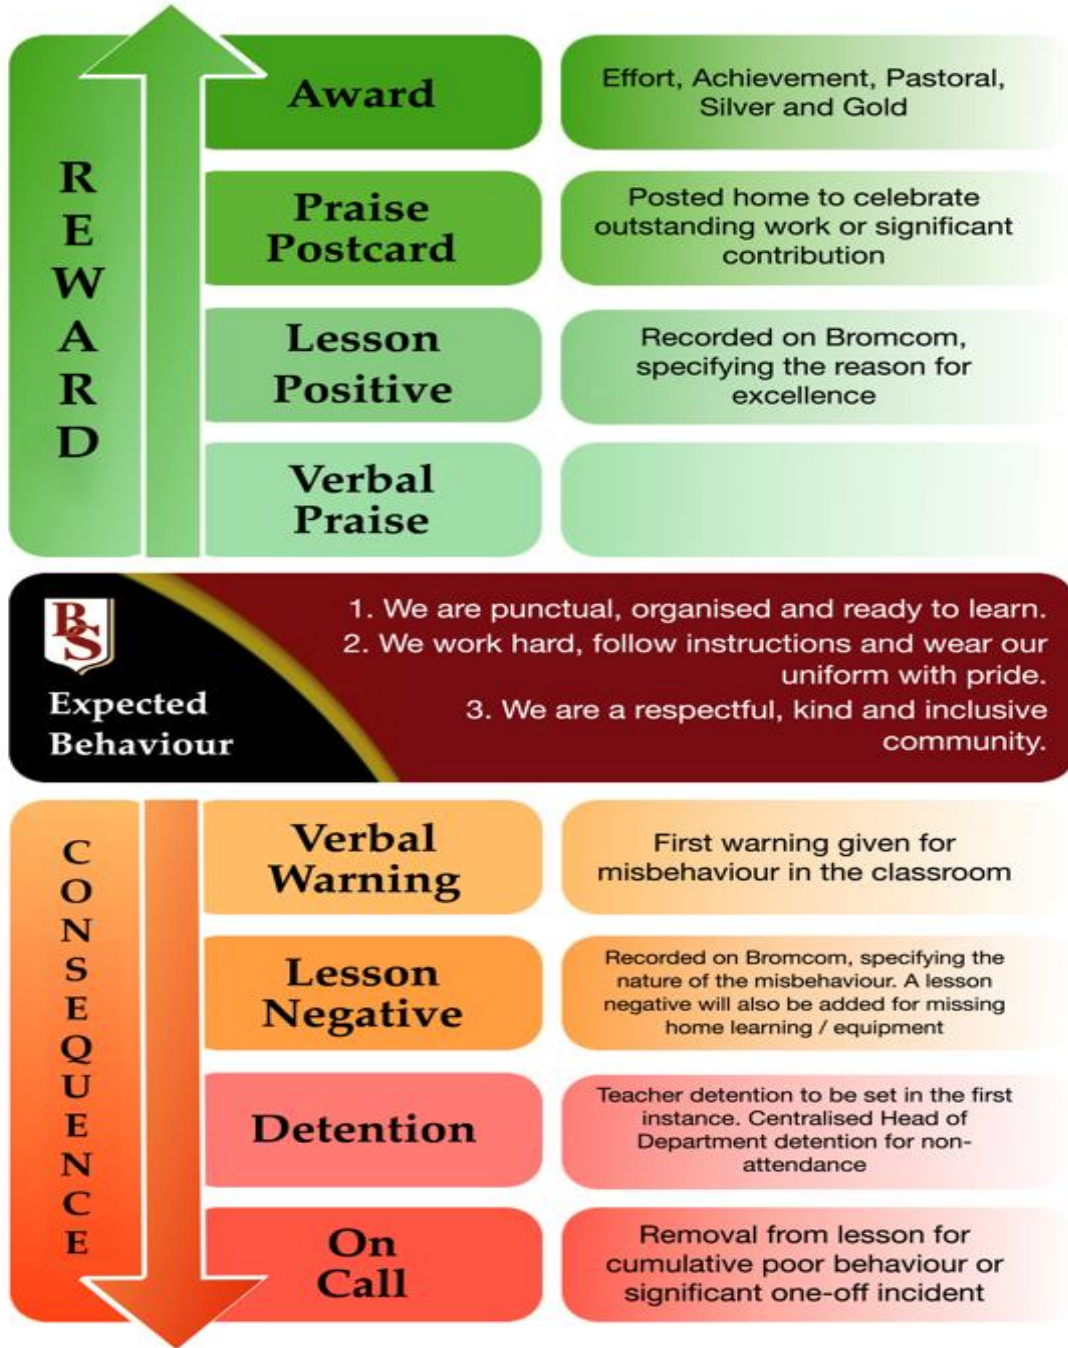 REWARD
Award
Effort, Achievement, Pastoral,
Silver and Gold
Praise
Postcard
Posted home to celebrate
outstanding work or significant
contribution
Lesson
Positive
Recorded on Bromcom,
specifying the reason for
excellence
Verbal
Praise
BS
Expected
Behaviour
1. We are punctual, organised and ready to learn.
2. We work hard, follow instructions and wear our
uniform with pride.
3. We are a respectful, kind and inclusive
community.
CONSEQUENCE
Verbal
Warning
First warning given for
misbehaviour in the classroom
Lesson
Negative
Recorded on Bromcom, specifying the
nature of the misbehaviour. A lesson
negative will also be added for missing
home learning / equipment
Detention
Teacher detention to be set in the first
instance. Centralised Head of
Department detention for non-
attendance
On
Call
Removal from lesson for
cumulative poor behaviour or
significant one-off incident